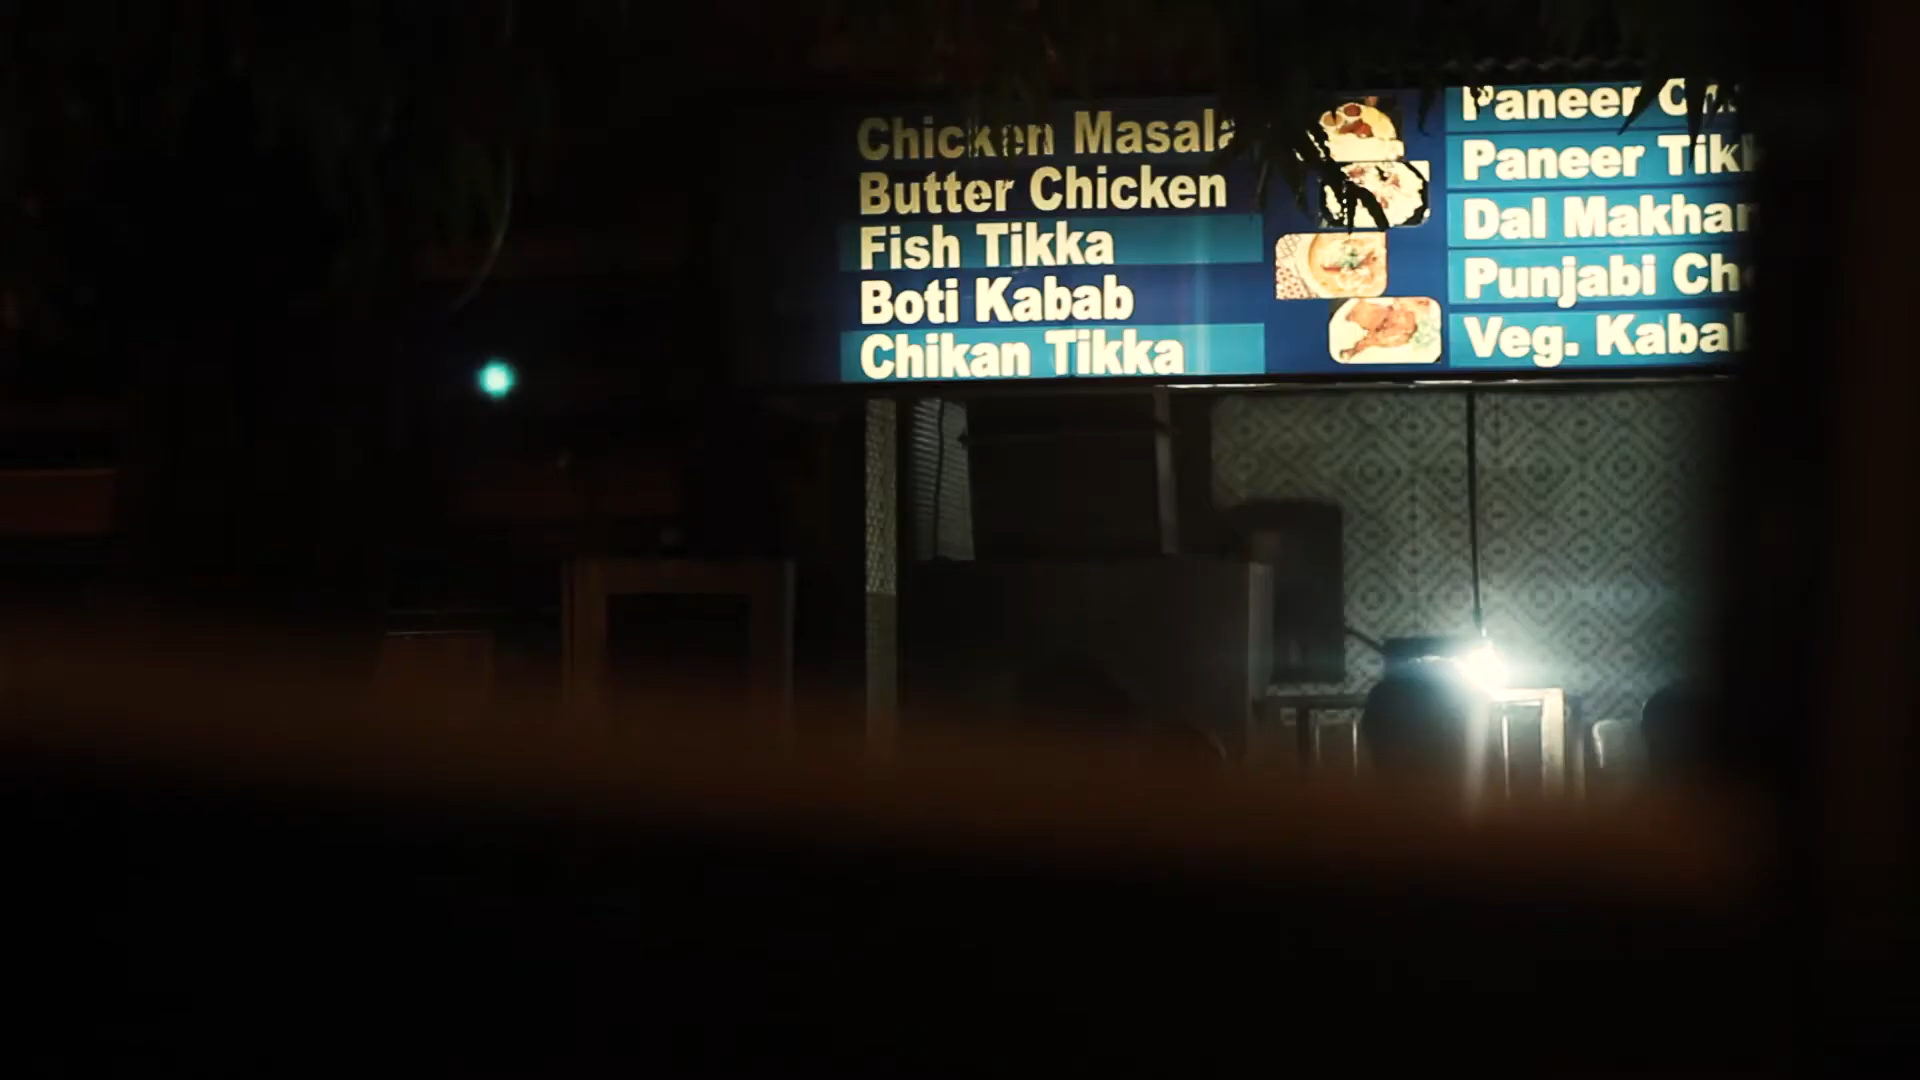 Chicken Masala
Butter Chicken
Fish Tikka
Boti Kabab
Chikan Tikka
Paneer
Paneer
Dal
Punjabi
Veg.